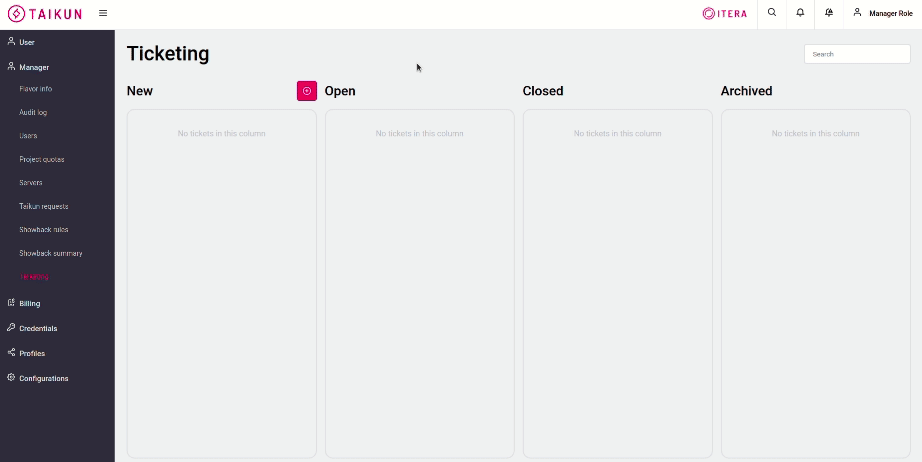 TAIKUN
ITERA
Manager Role
User
Manager
Flavor info
Audit log
Users
Project quotas
Servers
Taikun requests
Showback rules
Showback summary
Ticketing
Billing
Credentials
Profiles
Configurations
Ticketing
Search
New
Open
Closed
Archived
No tickets in this column
No tickets in this column
No tickets in this column
No tickets in this column